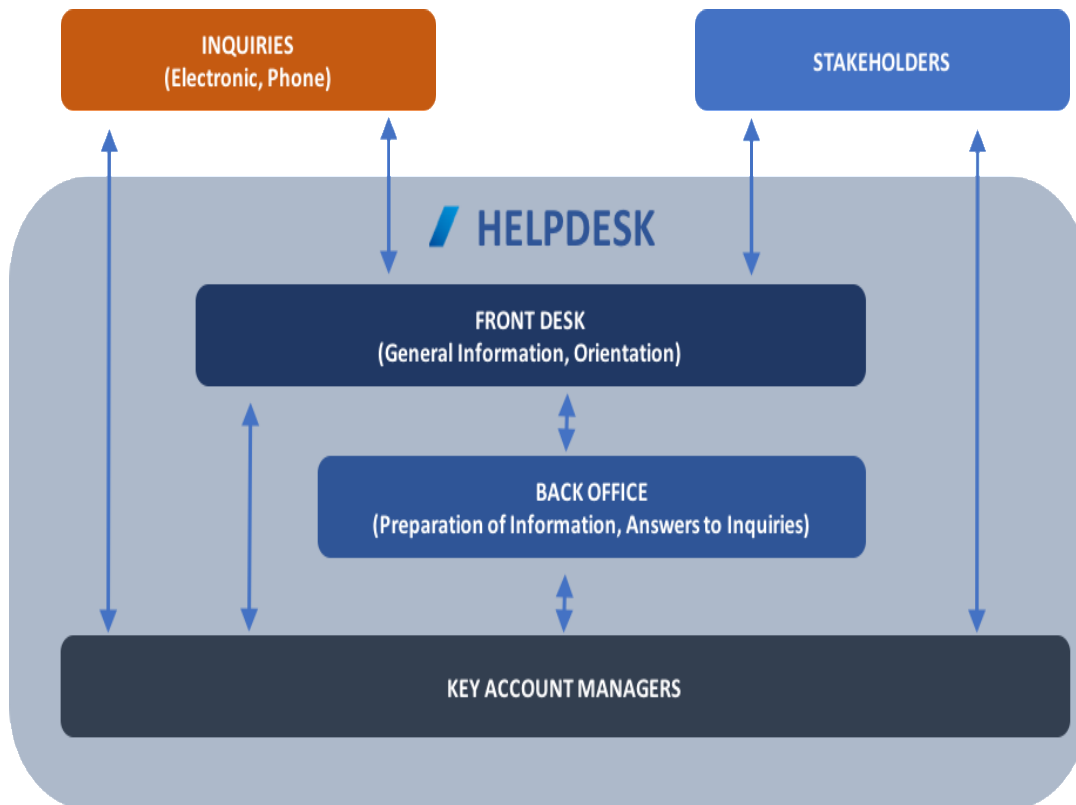 INQUIRIES
(Electronic, Phone)
STAKEHOLDERS
HELPDESK
FRONT DESK
(General Information, Orientation)
BACK OFFICE
(Preparation of Information, Answers to Inquiries)
KEY ACCOUNT MANAGERS